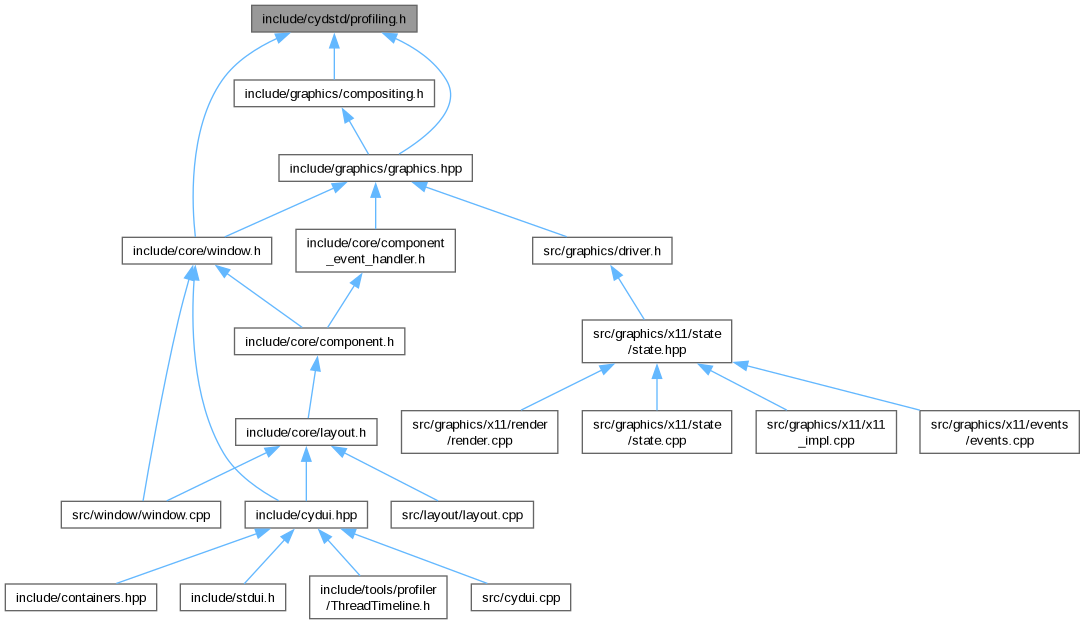 include/cydstd/profiling.h
include/graphics/compositing.h
include/graphics/graphics.hpp
include/core/window.h
include/core/component
_event_handler.h
src/graphics/driver.h
include/core/component.h
src/graphics/x11/state
/state.hpp
include/core/layout.h
src/graphics/x11/render
/render.cpp
src/graphics/x11/state
/state.cpp
src/graphics/x11/x11
_impl.cpp
src/graphics/x11/events
/events.cpp
src/window/window.cpp
include/cydui.hpp
src/layout/layout.cpp
include/containers.hpp
include/stdui.h
include/tools/profiler
/ThreadTimeline.h
src/cydui.cpp